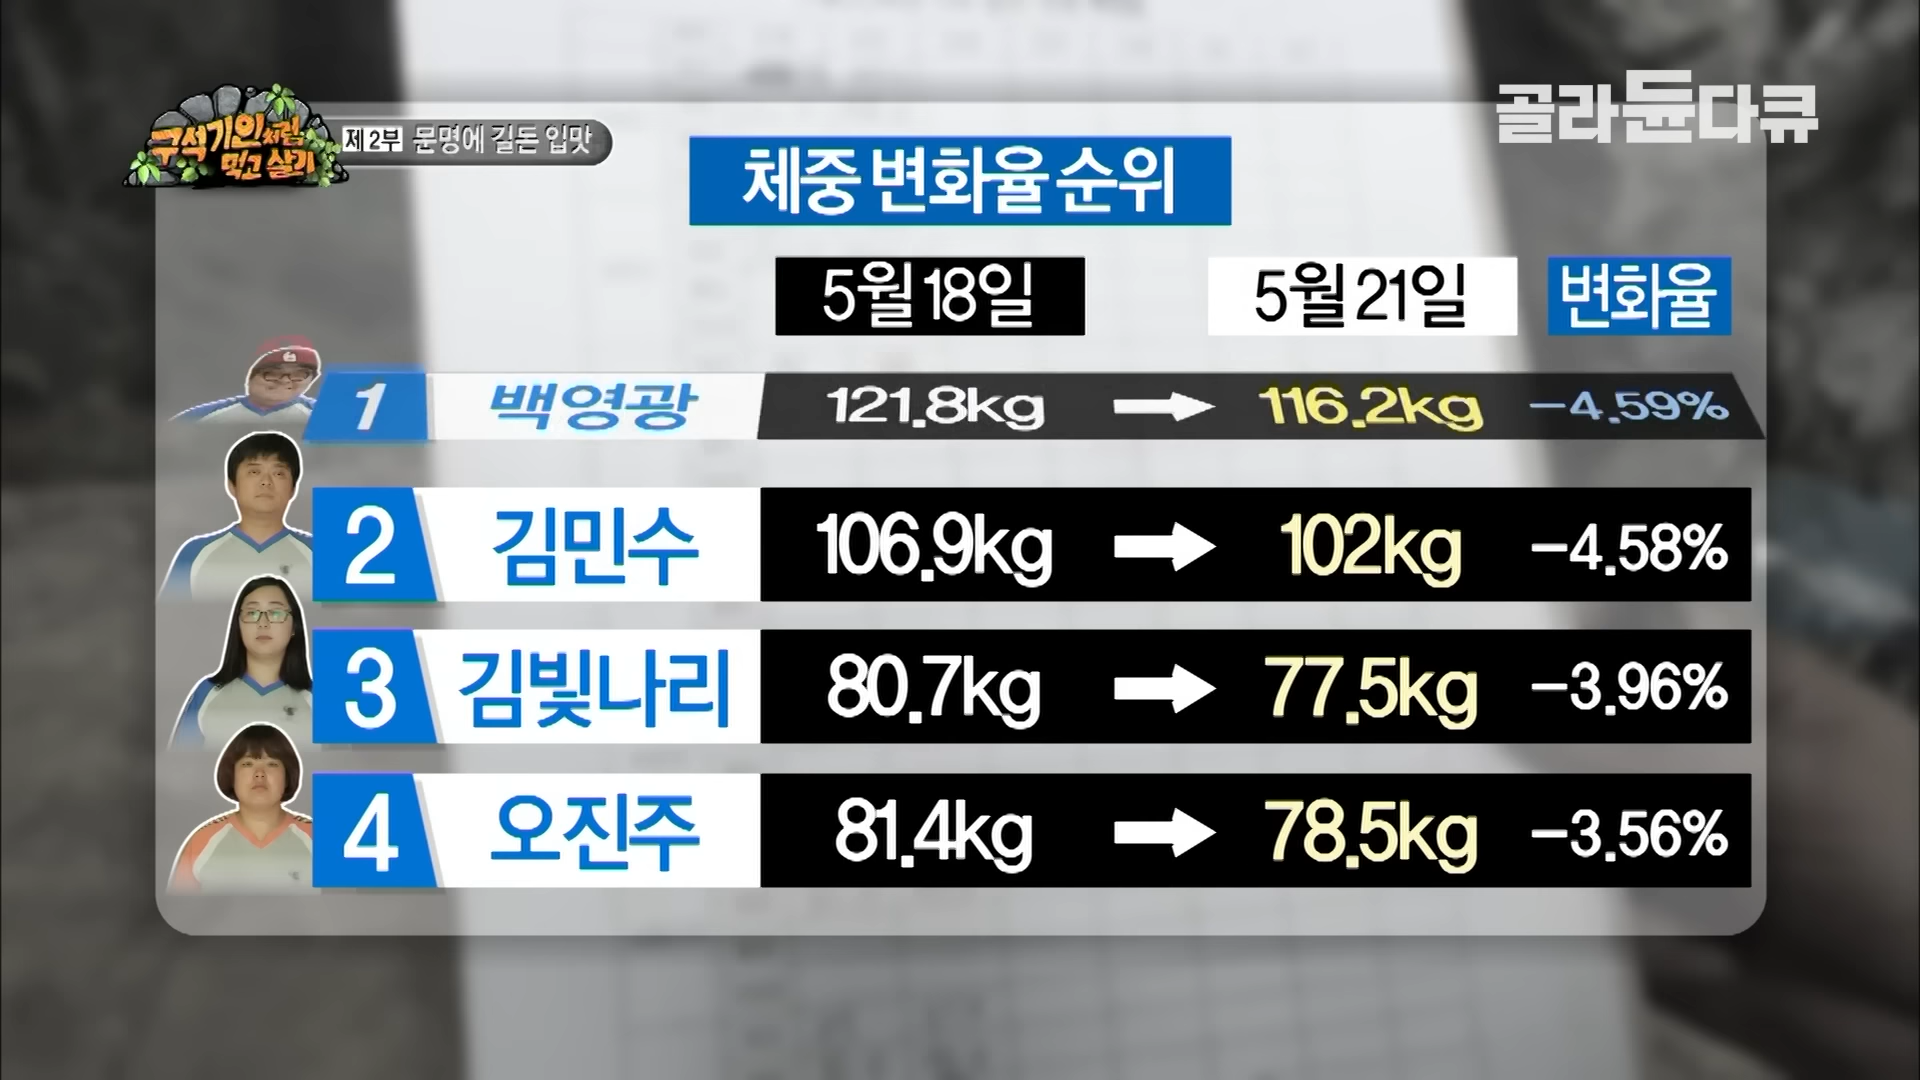 골라듄다큐
구석기인처럼
먹고 살기
제2부 문명에 길든 입맛
체중 변화율 순위
5월 18일 5월 21일 변화율
1 백영광 121.8kg → 116.2kg -4.59%
2 김민수 106.9kg → 102kg -4.58%
3 김빛나리 80.7kg → 77.5kg -3.96%
4 오진주 81.4kg → 78.5kg -3.56%